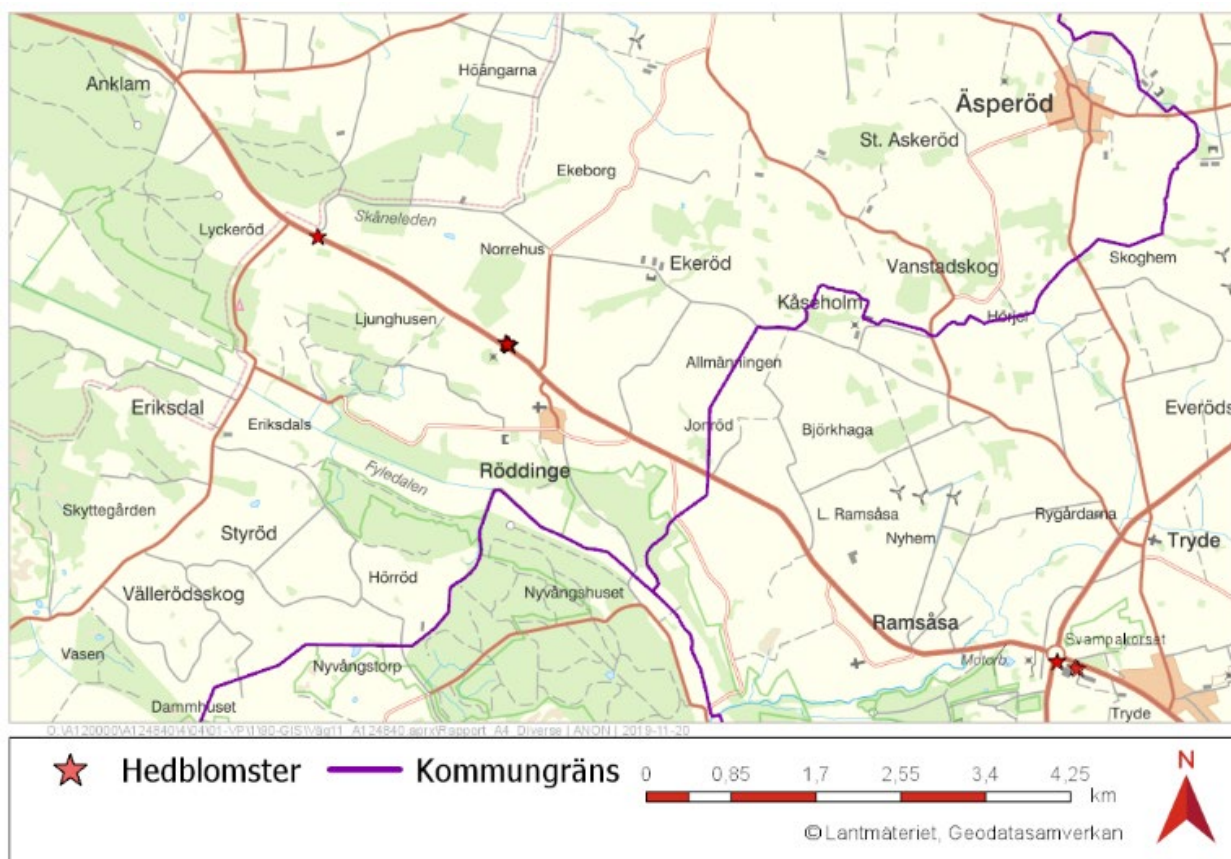 Anklam
Höängarna
Äsperöd
St. Askeröd
Ekeborg
Lyckeröd
Skåneleden
Norrehus
Ekeröd
Vanstadskog
Skoghem
Kåseholm
Ljunghusen
Allmänningen
Eriksdal
Eriksdals
Jonröd
Björkhaga
Everöds
Röddinge
Fyledalen
Skyttegården
L. Ramsåsa
Rygårdarna
Styröd
Nyhem
Tryde
Hörröd
Vällerödsskog
Nyvångshuset
Ramsåsa
Svampakorset
Vasen
Nyvångstorp
Motorb
Dammhuset
Tryde
Hedblomster
Kommungräns
0 0,85 1,7 2,55 3,4 4,25
km
N
© Lantmäteriet, Geodatasamverkan